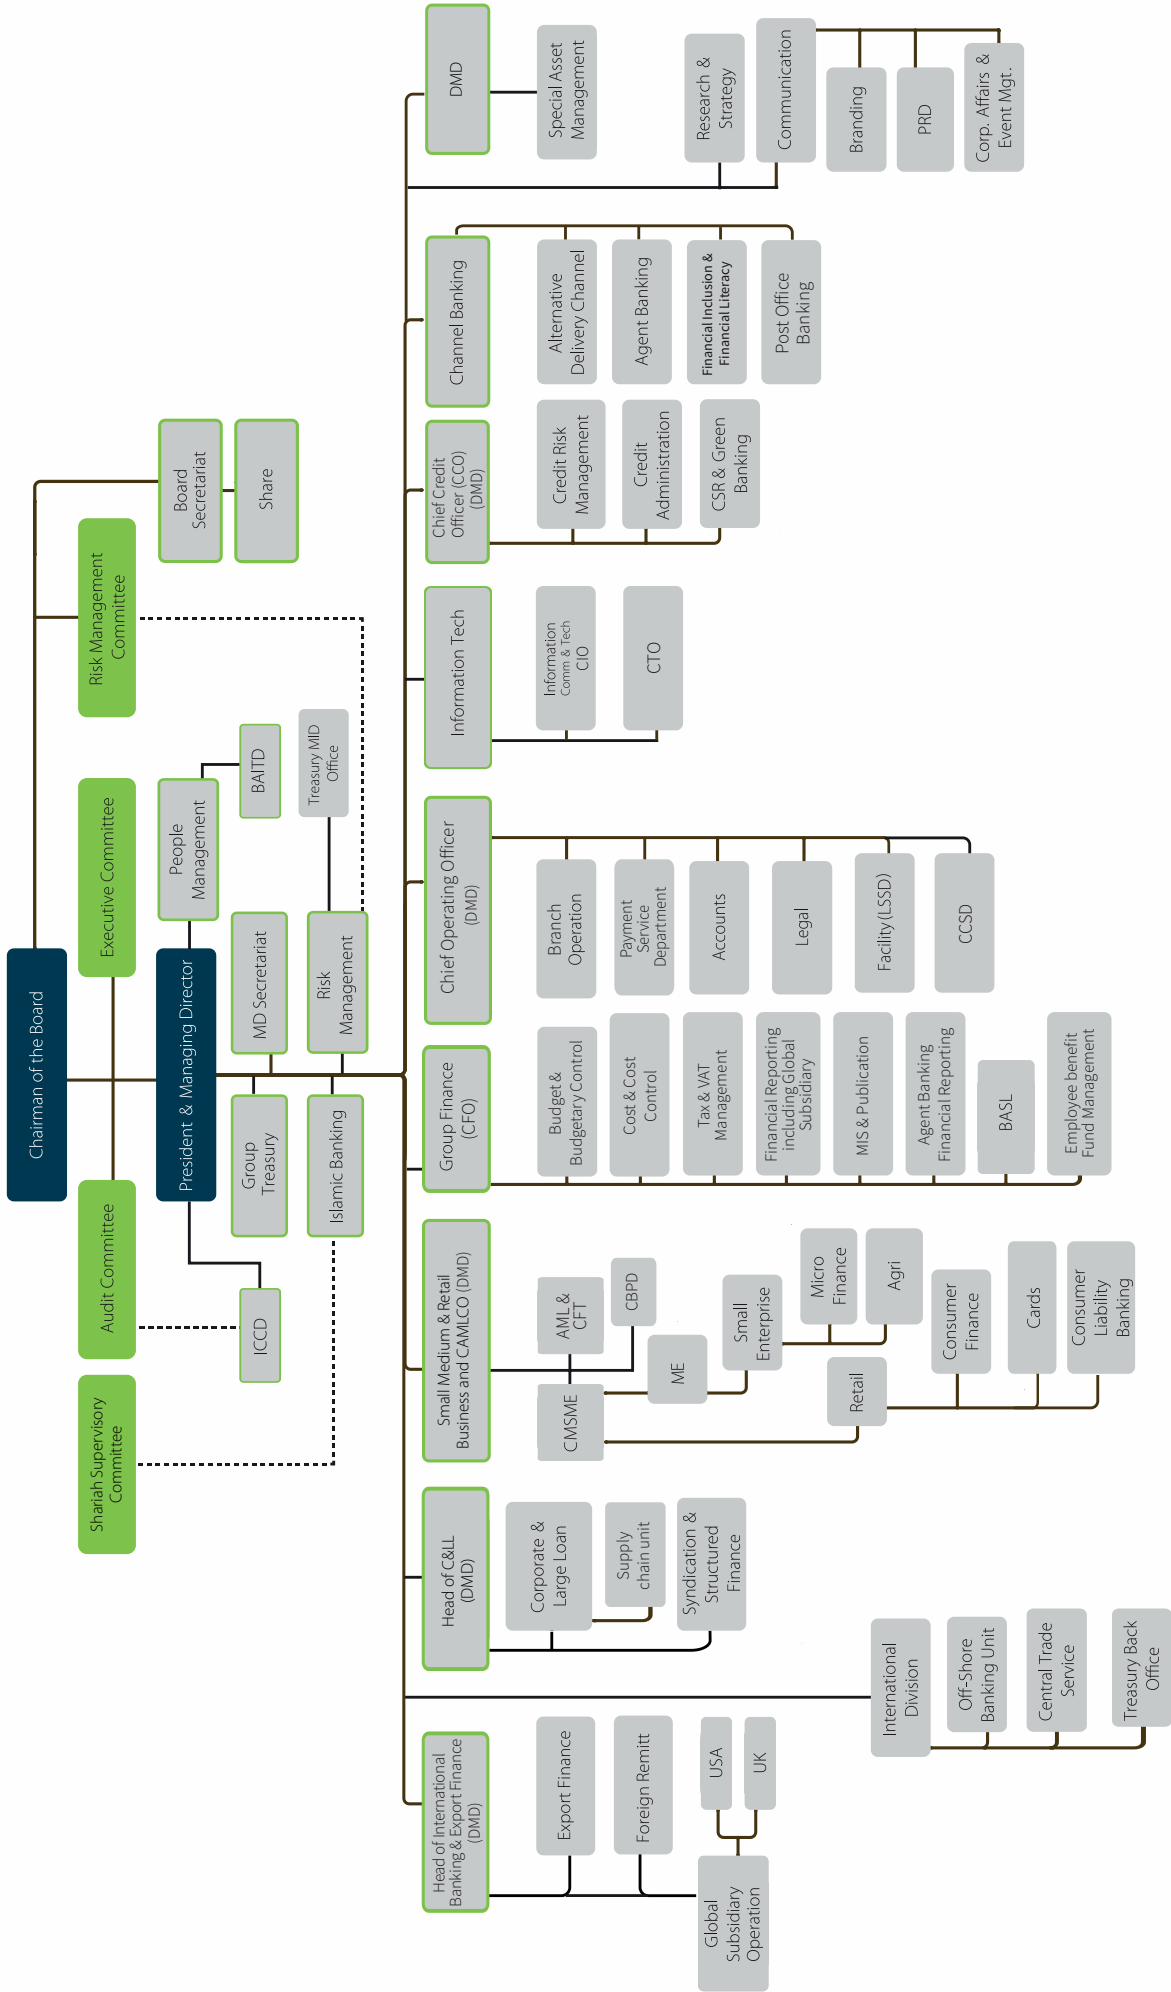 Chairman of the Board
Shariah Supervisory
Committee
Audit Committee
Executive Committee
Risk Management
Committee
President & Managing Director
People
Management
Board
Secretariat
Share
ICCD
Group
Treasury
MD Secretariat
BAITD
Islamic Banking
Risk
Management
Treasury MID
Office
Head of International
Banking & Export Finance
(DMD)
Export Finance
Foreign Remitt
Global
Subsidiary
Operation
USA
UK
International
Division
Off-Shore
Banking Unit
Central Trade
Service
Treasury Back
Office
Head of C&LL
(DMD)
Corporate &
Large Loan
Supply
chain unit
Syndication &
Structured
Finance
Small Medium & Retail
Business and CAMLCO (DMD)
CMSME
AML &
CFT
CBPD
ME
Small
Enterprise
Micro
Finance
Agri
Retail
Consumer
Finance
Cards
Consumer
Liability
Banking
Group Finance
(CFO)
Budget &
Budgetary Control
Cost & Cost
Control
Tax & VAT
Management
Financial Reporting
including Global
Subsidiary
MIS & Publication
Agent Banking
Financial Reporting
BASL
Employee benefit
Fund Management
Chief Operating Officer
(DMD)
Branch
Operation
Payment
Service
Department
Accounts
Legal
Facility (LSSD)
CCSD
Information Tech
Information
Comm & Tech
CIO
CTO
Chief Credit
Officer (CCO)
(DMD)
Credit Risk
Management
Credit
Administration
CSR & Green
Banking
Channel Banking
Alternative
Delivery Channel
Agent Banking
Financial Inclusion &
Financial Literacy
Post Office
Banking
DMD
Special Asset
Management
Research &
Strategy
Communication
Branding
PRD
Corp. Affairs &
Event Mgt.